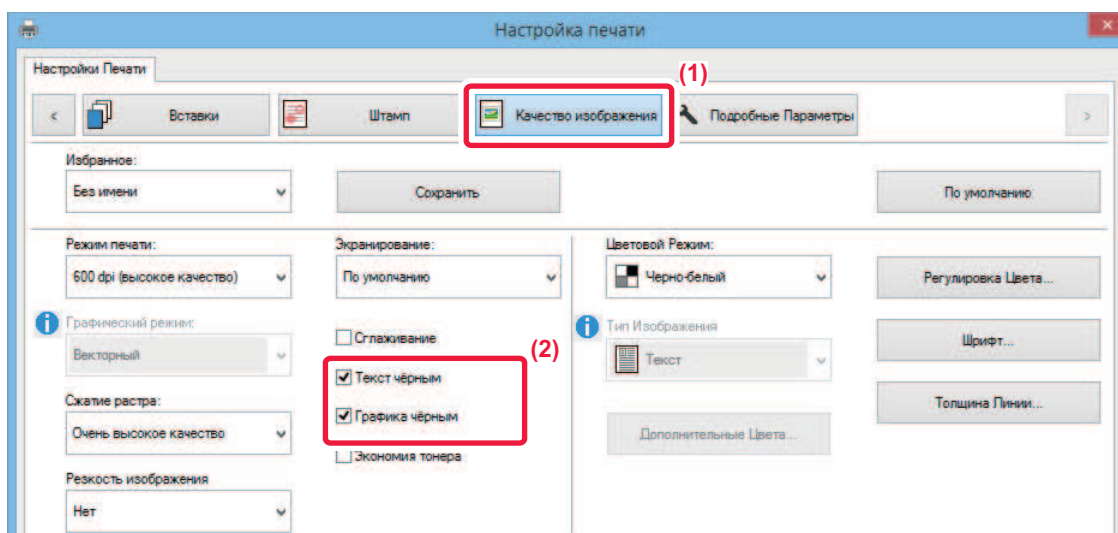 Настройка печати
Настройки Печати
(1)
< Вставки Штамп Качество изображения Подробные Параметры >
Избранное:
Без имени Сохранить По умолчанию
Режим печати: Экранирование: Цветовой Режим:
600 dpi (высокое качество) По умолчанию Черно-белый Регулировка Цвета...
Графический режим: Сглаживание Тип Изображения
Векторный (2) Текст Шрифт...
Текст чёрным
Сжатие растра: Графика чёрным Толщина Линии...
Очень высокое качество Дополнительные Цвета...
Экономия тонера
Резкость изображения
Нет